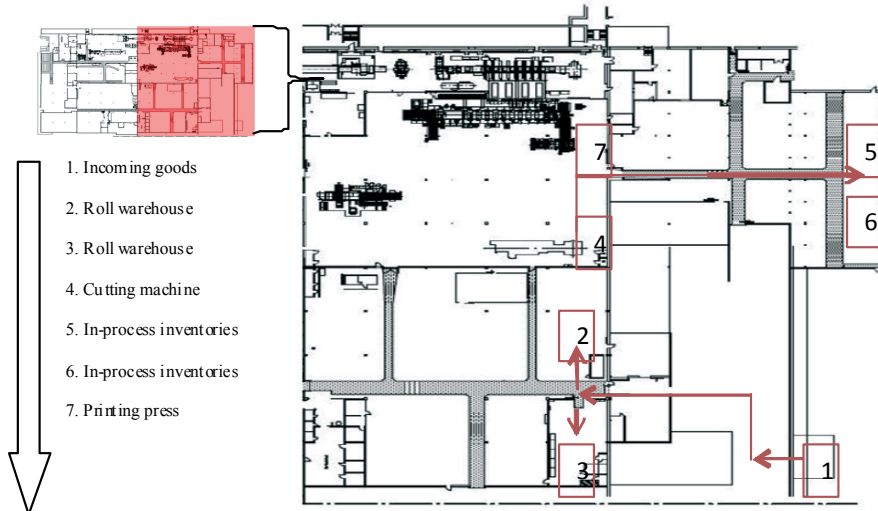 1. Incoming goods
2. Roll warehouse
3. Roll warehouse
4. Cutting machine
5. In-process inventories
6. In-process inventories
7. Printing press
7
5
6
4
2
3
1